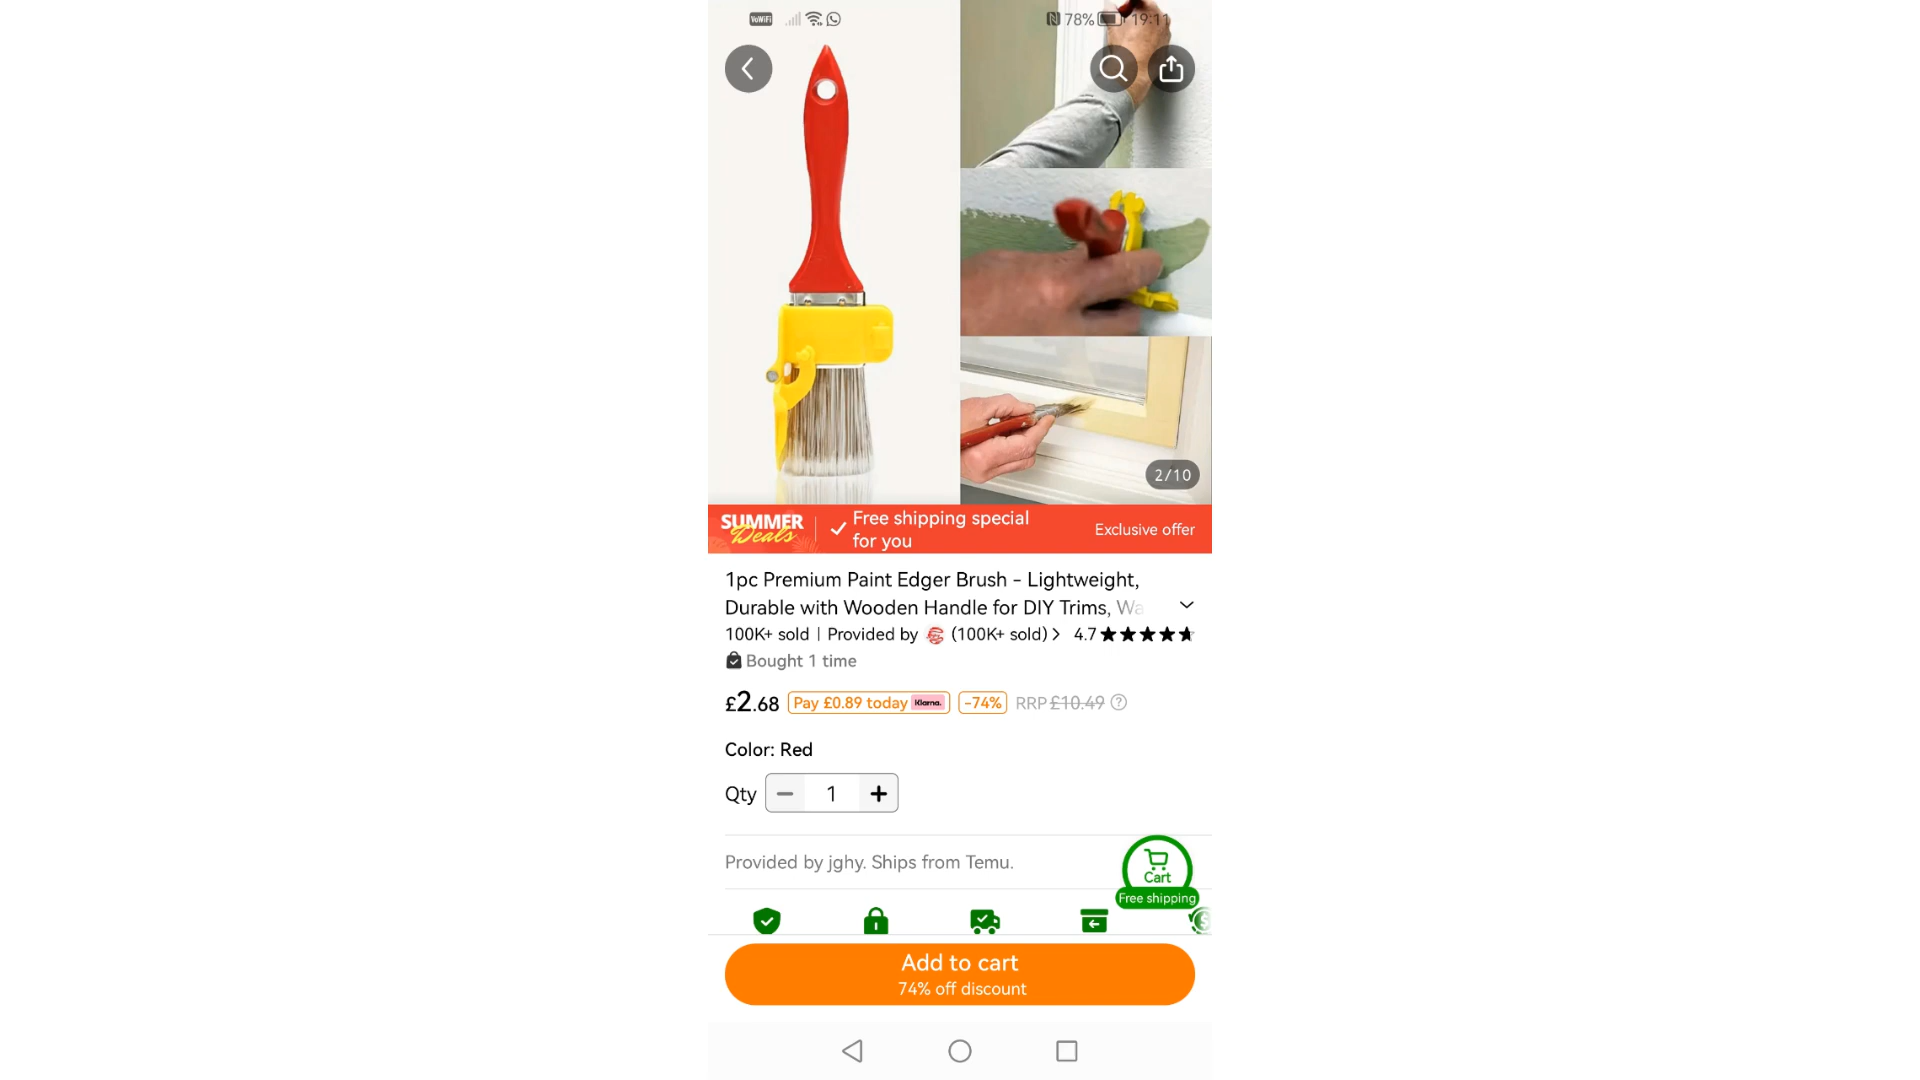 VoWiFi 78% 19:11
2/10
SUMMER Deals
Free shipping special
for you
Exclusive offer
1pc Premium Paint Edger Brush - Lightweight,
Durable with Wooden Handle for DIY Trims, Wa
100K+ sold | Provided by (100K+ sold) > 4.7
Bought 1 time
£2.68 Pay £0.89 today Klarna. -74% RRP £10.49 ?
Color: Red
Qty − 1 +
Provided by jghy. Ships from Temu.
Cart
Free shipping
Add to cart
74% off discount